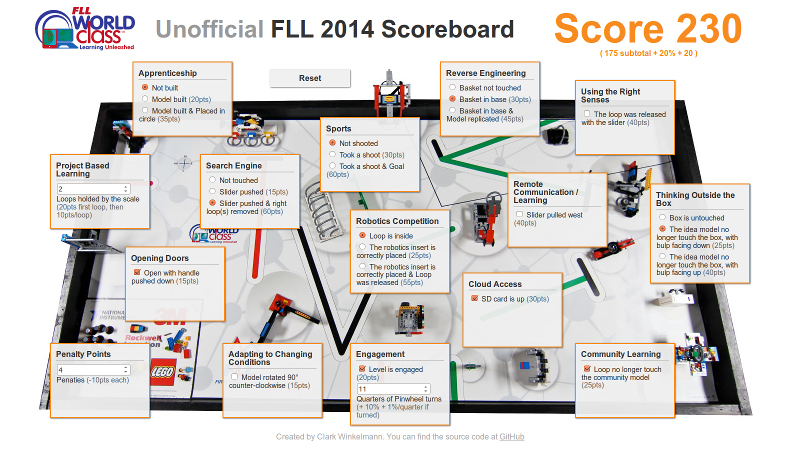 FLL
WORLD
CLASS
Learning Unleashed
Unofficial FLL 2014 Scoreboard
Score 230
( 175 subtotal + 20% + 20 )
Apprenticeship
Not built
Model built (20pts)
Model built & Placed in
circle (35pts)
Reset
Reverse Engineering
Basket not touched
Basket in base (30pts)
Basket in base &
Model replicated (45pts)
Using the Right
Senses
The loop was released
with the slider (40pts)
Sports
Not shooted
Took a shoot (30pts)
Took a shoot & Goal
(60pts)
Project Based
Learning
2
Loops holded by the scale
(20pts first loop, then
10pts/loop)
Search Engine
Not touched
Slider pushed (15pts)
Slider pushed & right
loop(s) removed (60pts)
Remote
Communication /
Learning
Slider pulled west
(40pts)
Thinking Outside the
Box
Box is untouched
The idea model no
longer touch the box, with
bulp facing down (25pts)
The idea model no
longer touch the box, with
bulp facing up (40pts)
Robotics Competition
Loop is inside
The robotics insert is
correctly placed (25pts)
The robotics insert is
correctly placed & Loop
was released (55pts)
WORLD
CLASS
Opening Doors
Open with handle
pushed down (15pts)
Cloud Access
SD card is up (30pts)
3M
Rockwell
LEGO
Penalty Points
4
Penaties (-10pts each)
Adapting to Changing
Conditions
Model rotated 90°
counter-clockwise (15pts)
Engagement
Level is engaged
(20pts)
11
Quarters of Pinwheel turns
(+ 10% + 1%/quarter if
turned)
Community Learning
Loop no longer touch
the community model
(25pts)
Created by Clark Winkelmann. You can find the source code at GitHub